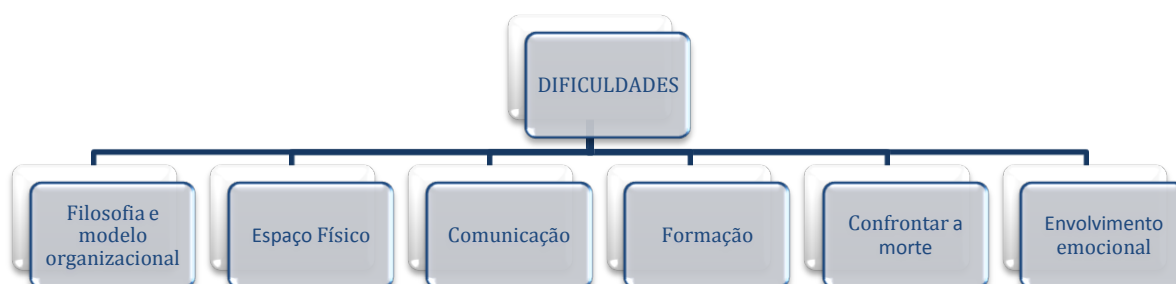 DIFICULDADES
Filosofia e
modelo
organizacional
Espaço Físico
Comunicação
Formação
Confrontar a
morte
Envolvimento
emocional